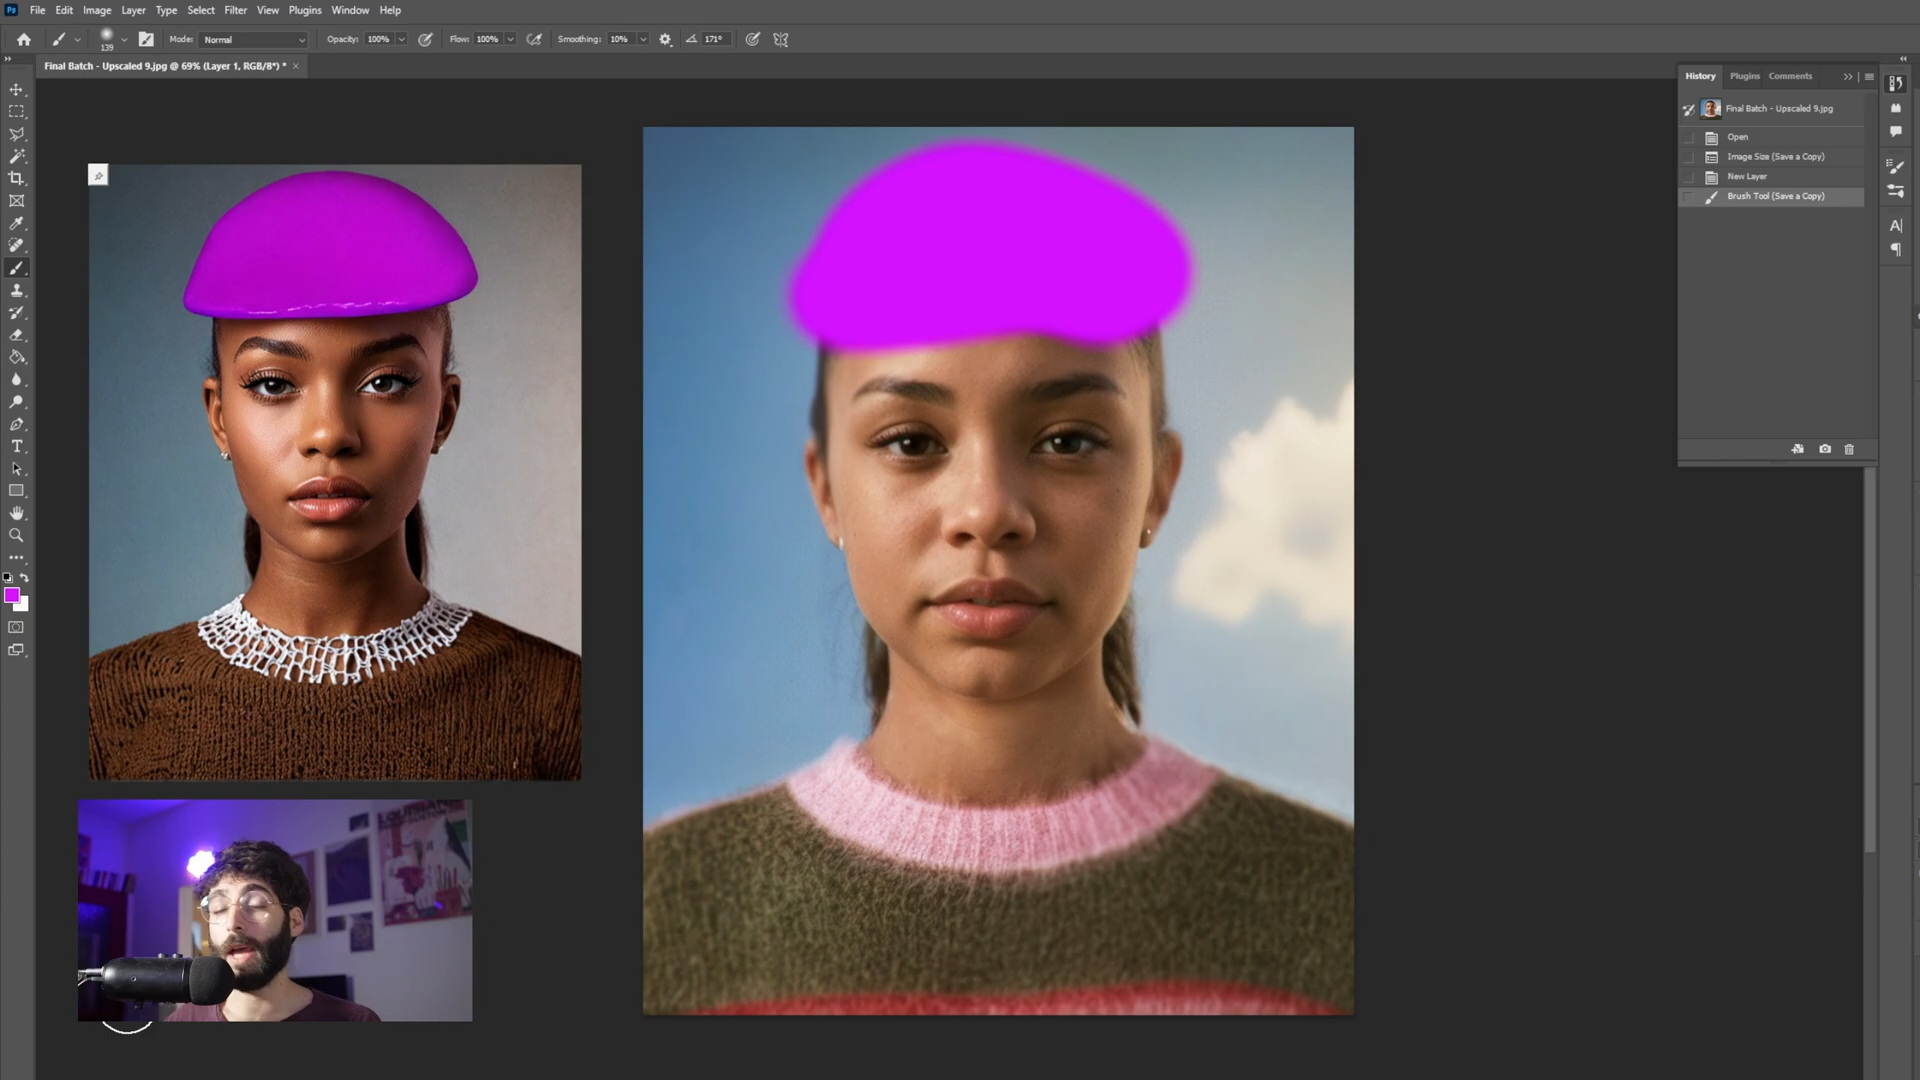 Ps File Edit Image Layer Type Select Filter View Plugins Window Help
139 Mode: Normal Opacity: 100% Flow: 100% Smoothing: 10% 171°
Final Batch - Upscaled 9.jpg @ 69% (Layer 1, RGB/8*) * ×
History Plugins Comments
Final Batch - Upscaled 9.jpg
Open
Image Size (Save a Copy)
New Layer
Brush Tool (Save a Copy)